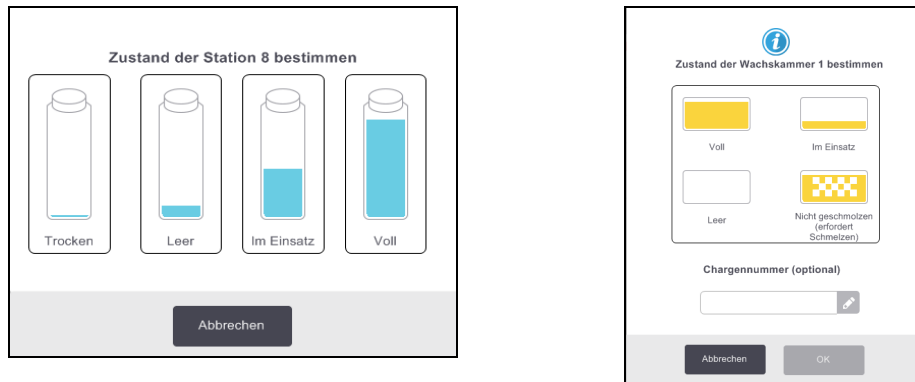 Zustand der Station 8 bestimmen
Trocken
Leer
Im Einsatz
Voll
Abbrechen
Zustand der Wachskammer 1 bestimmen
Voll
Im Einsatz
Leer
Nicht geschmolzen
(erfordert
Schmelzen)
Chargennummer (optional)
Abbrechen
OK